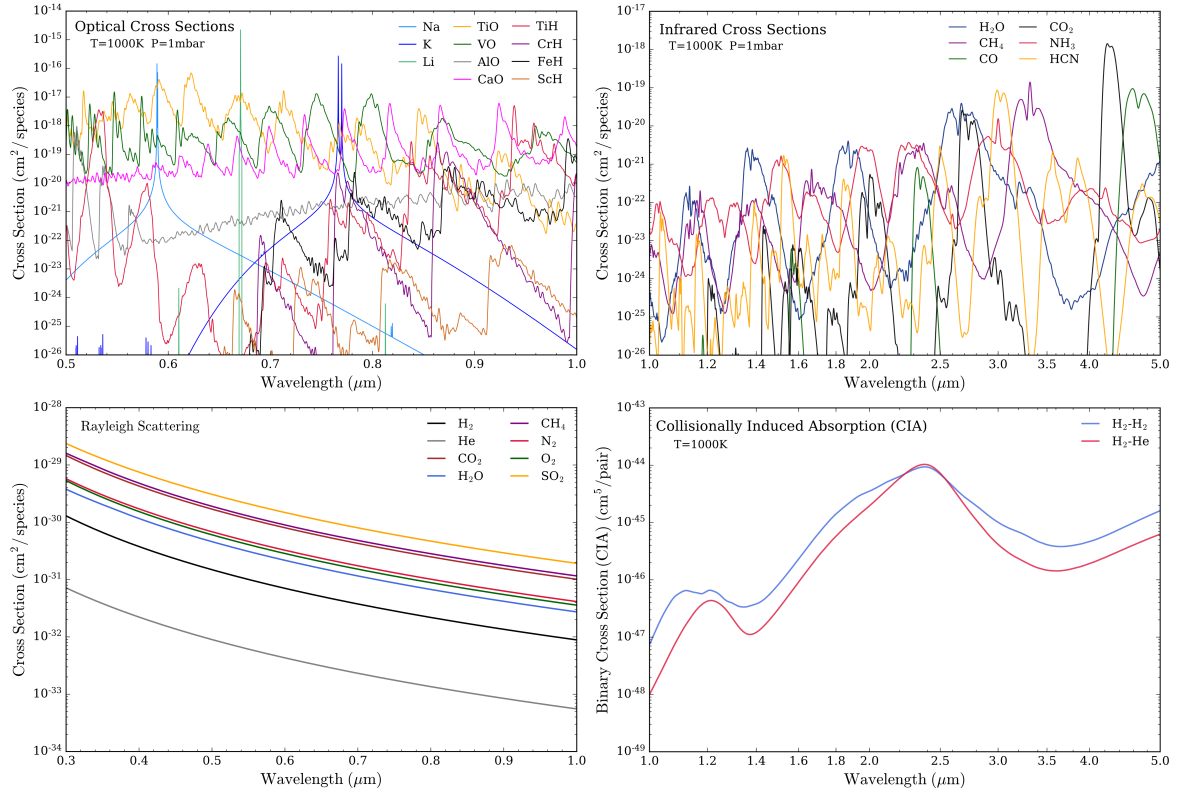 Optical Cross Sections
T=1000K P=1mbar
Na TiO TiH
K VO CrH
Li AlO FeH
CaO ScH
Cross Section (cm²/species)
10⁻¹⁴
10⁻¹⁵
10⁻¹⁶
10⁻¹⁷
10⁻¹⁸
10⁻¹⁹
10⁻²⁰
10⁻²¹
10⁻²²
10⁻²³
10⁻²⁴
10⁻²⁵
10⁻²⁶
0.5 0.6 0.7 0.8 0.9 1.0
Wavelength (μm)
Infrared Cross Sections
T=1000K P=1mbar
H₂O CO₂
CH₄ NH₃
CO HCN
Cross Section (cm²/species)
10⁻¹⁷
10⁻¹⁸
10⁻¹⁹
10⁻²⁰
10⁻²¹
10⁻²²
10⁻²³
10⁻²⁴
10⁻²⁵
10⁻²⁶
1.0 1.2 1.4 1.6 1.8 2.0 2.5 3.0 3.5 4.0 5.0
Wavelength (μm)
Rayleigh Scattering
H₂ CH₄
He N₂
CO₂ O₂
H₂O SO₂
Cross Section (cm²/species)
10⁻²⁸
10⁻²⁹
10⁻³⁰
10⁻³¹
10⁻³²
10⁻³³
10⁻³⁴
0.3 0.4 0.5 0.6 0.7 0.8 0.9 1.0
Wavelength (μm)
Collisionally Induced Absorption (CIA)
T=1000K
H₂-H₂
H₂-He
Binary Cross Section (CIA) (cm⁵/pair)
10⁻⁴³
10⁻⁴⁴
10⁻⁴⁵
10⁻⁴⁶
10⁻⁴⁷
10⁻⁴⁸
10⁻⁴⁹
1.0 1.2 1.4 1.6 1.8 2.0 2.5 3.0 3.5 4.0 5.0
Wavelength (μm)